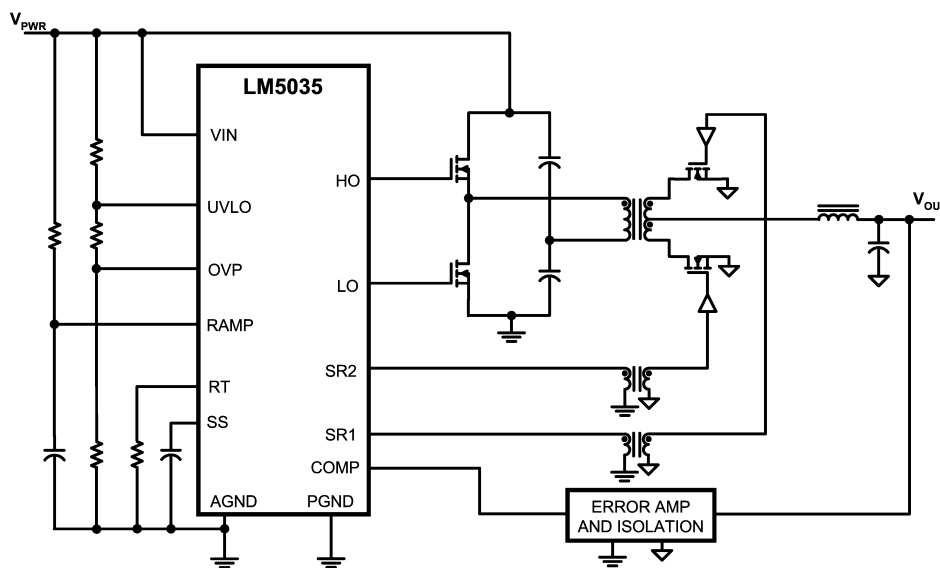 VPWR
LM5035
VIN
HO
UVLO
OVP
LO
RAMP
SR2
RT
SS
SR1
COMP
AGND
PGND
VOU
ERROR AMP
AND ISOLATION